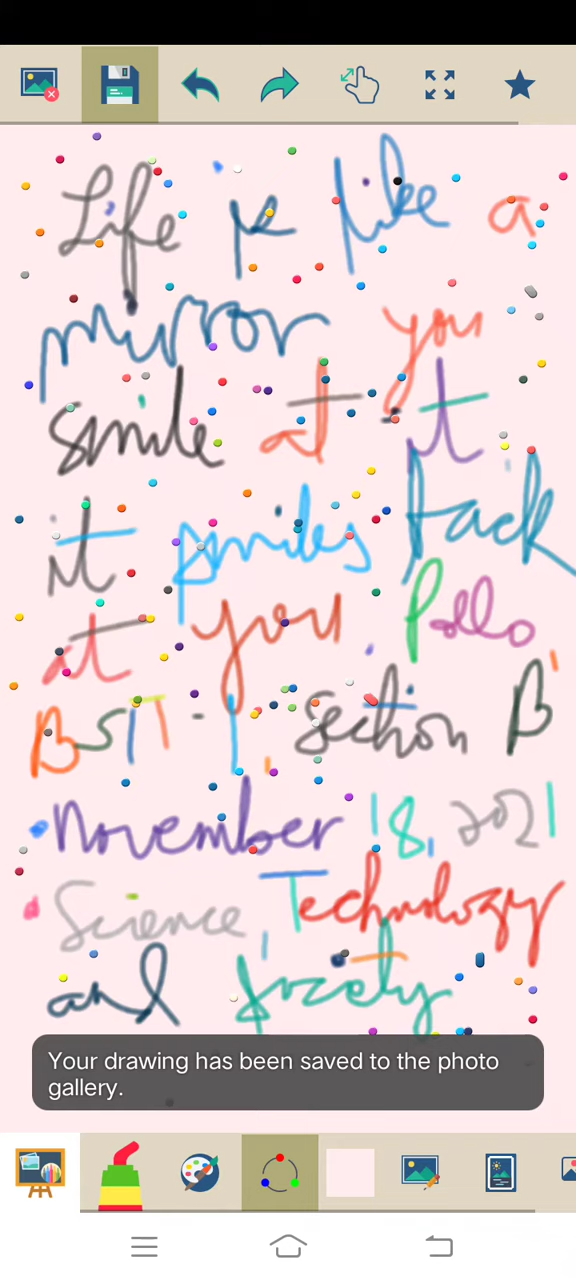 Life is like a
mirror you
smile at it
it smiles back
at you Pollo
BSIT - 1, section B,
November 18, 2021
Science, Technology
and Society
Your drawing has been saved to the photo
gallery.